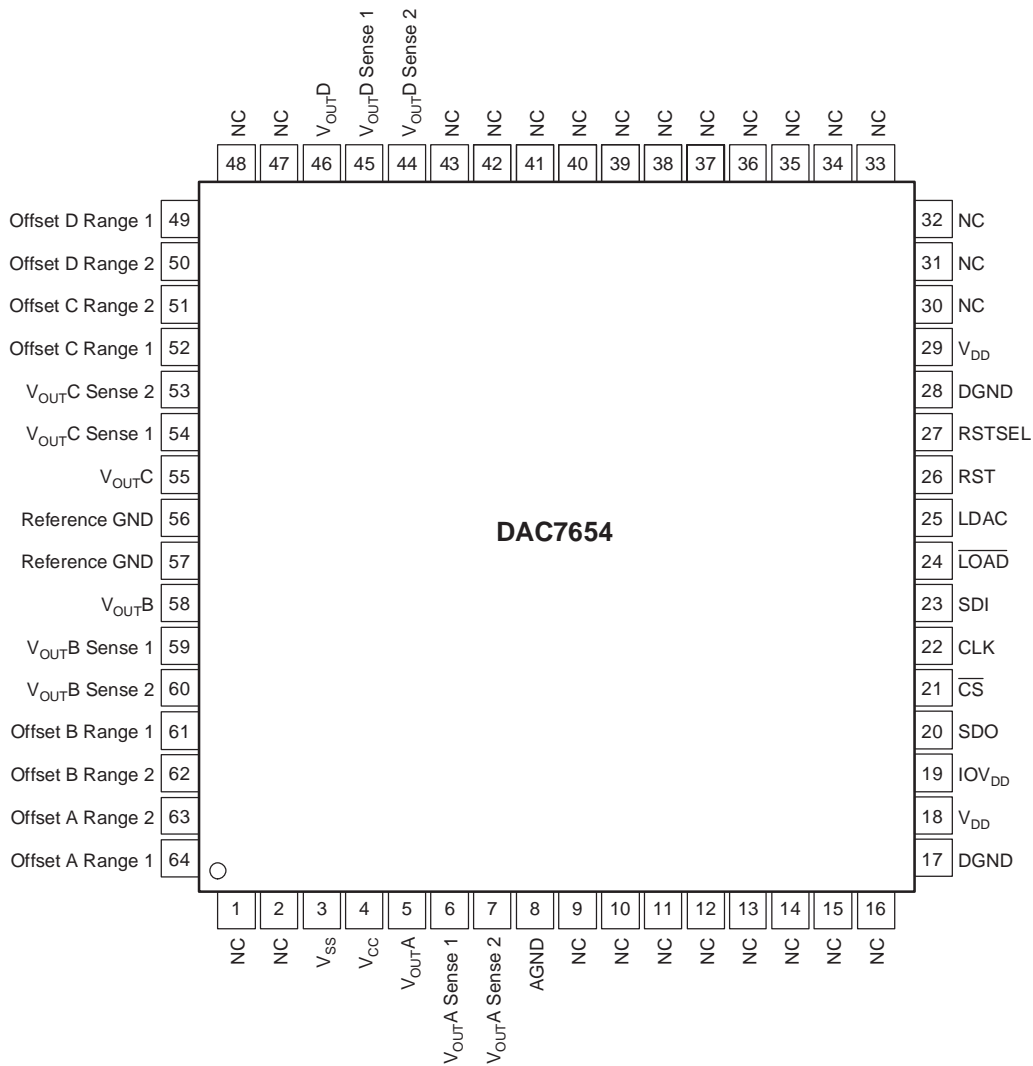 NC
NC
VOUTD
VOUTD Sense 1
VOUTD Sense 2
NC
NC
NC
NC
NC
NC
NC
NC
NC
NC
NC
48 47 46 45 44 43 42 41 40 39 38 37 36 35 34 33
Offset D Range 1 49
32 NC
Offset D Range 2 50
31 NC
Offset C Range 2 51
30 NC
Offset C Range 1 52
29 VDD
VOUTC Sense 2 53
28 DGND
VOUTC Sense 1 54
27 RSTSEL
VOUTC 55
26 RST
Reference GND 56
25 LDAC
DAC7654
Reference GND 57
24 LOAD
VOUTB 58
23 SDI
VOUTB Sense 1 59
22 CLK
VOUTB Sense 2 60
21 CS
Offset B Range 1 61
20 SDO
Offset B Range 2 62
19 IOVDD
Offset A Range 2 63
18 VDD
Offset A Range 1 64
17 DGND
1 2 3 4 5 6 7 8 9 10 11 12 13 14 15 16
NC
NC
VSS
VCC
VOUTA
VOUTA Sense 1
VOUTA Sense 2
AGND
NC
NC
NC
NC
NC
NC
NC
NC